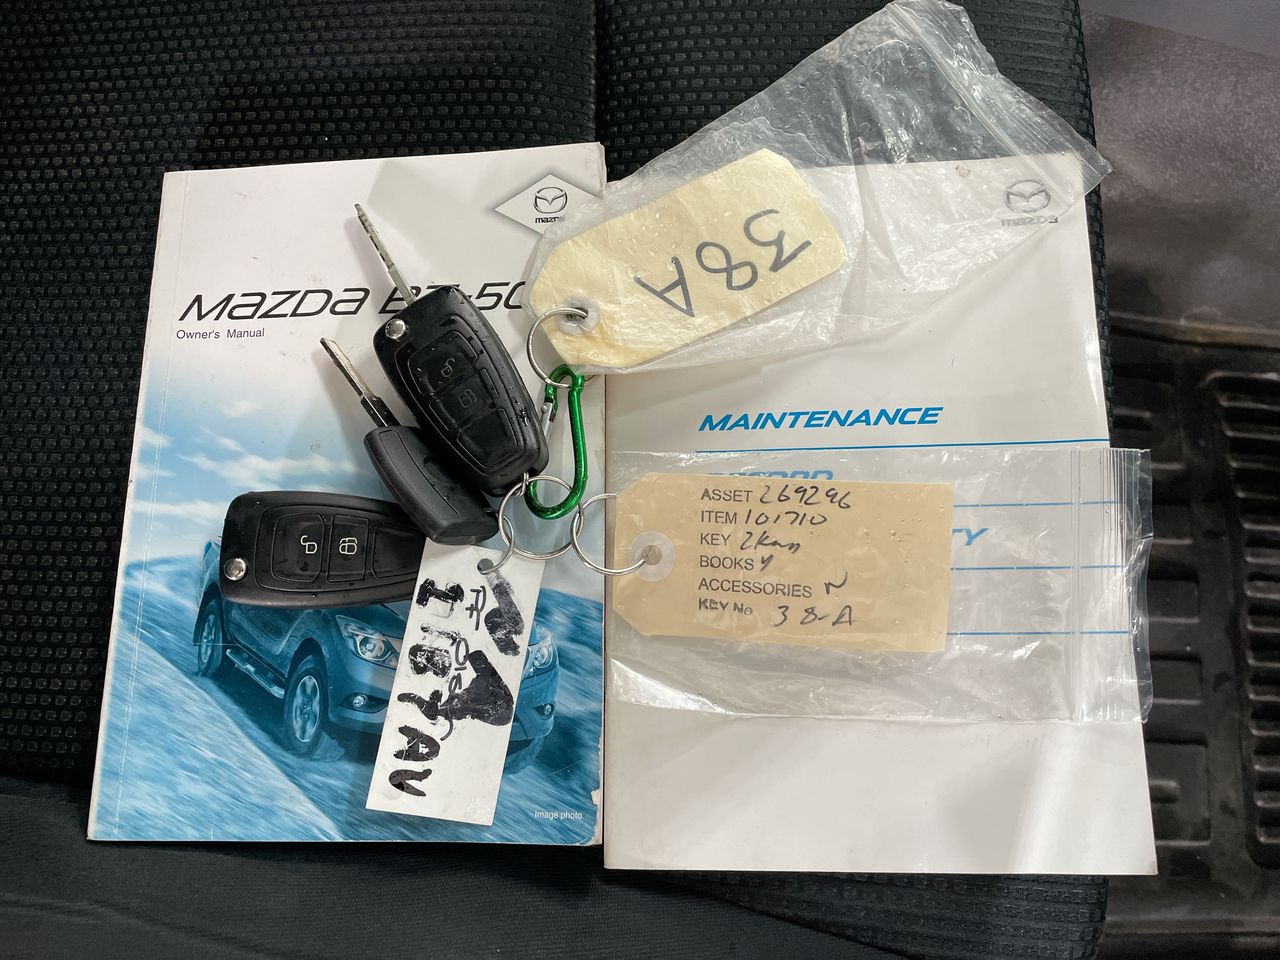 mazda
MAZDA BT-50
Owner's Manual
38A
mazda
MAINTENANCE
RECORD
ASSET 269296
ITEM 101710
KEY
BOOKS Y
ACCESSORIES N
KEY No 38-A
Image photo